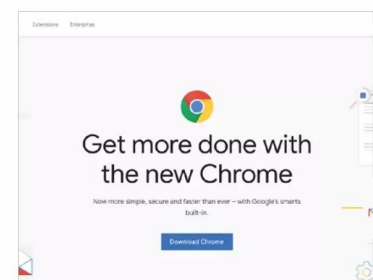 Extensions Enterprise
Get more done with
the new Chrome
Now more simple, secure and faster than ever – with Google's smarts
built-in.
Download Chrome